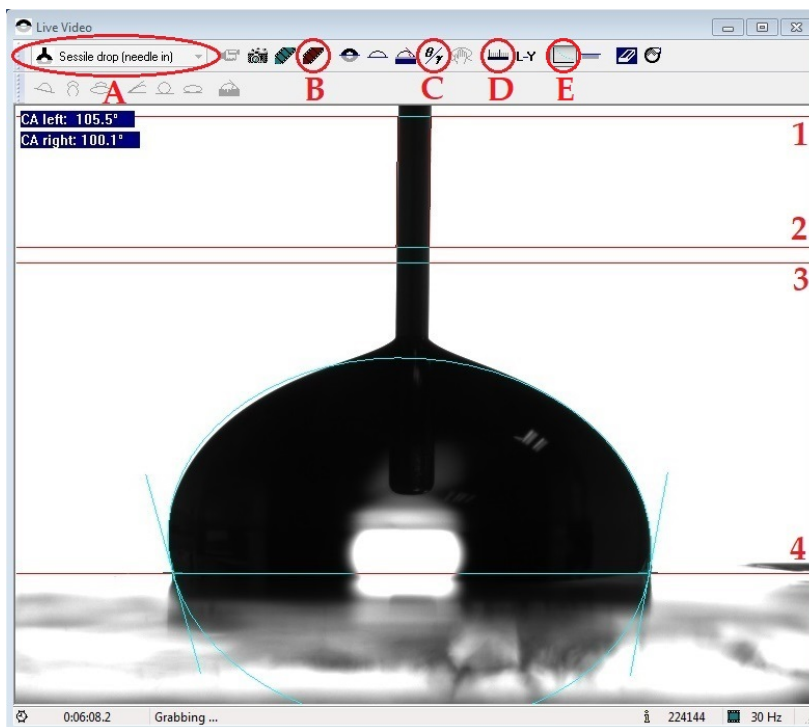 Live Video
Sessile drop (needle in) θ/γ L-Y
A B C D E
CA left: 105.5°
CA right: 100.1°
1
2
3
4
0:06:08.2 Grabbing ... 224144 30 Hz